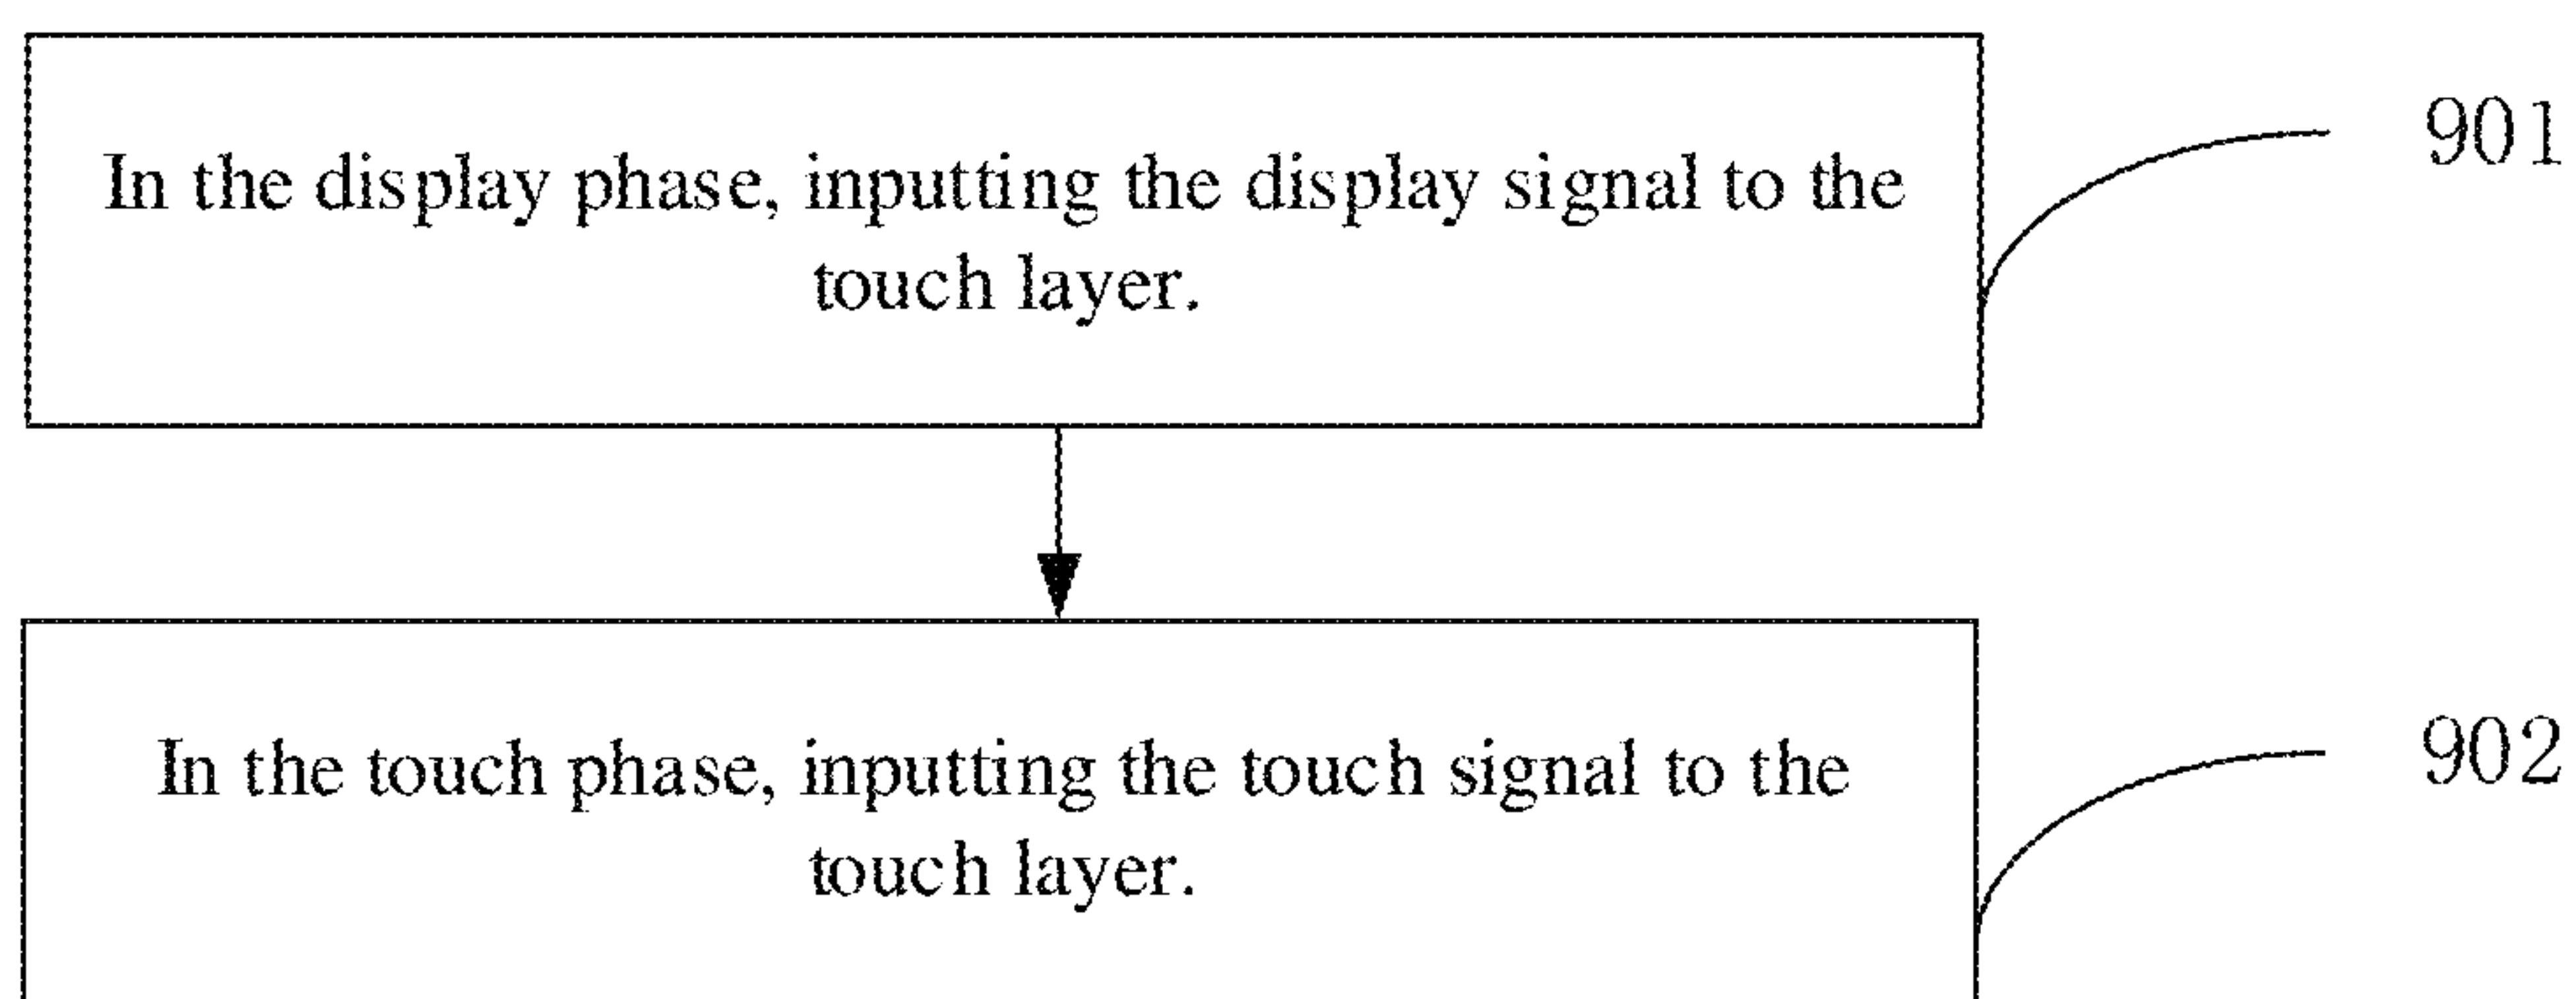 In the display phase, inputting the display signal to the
touch layer.
901
In the touch phase, inputting the touch signal to the
touch layer.
902